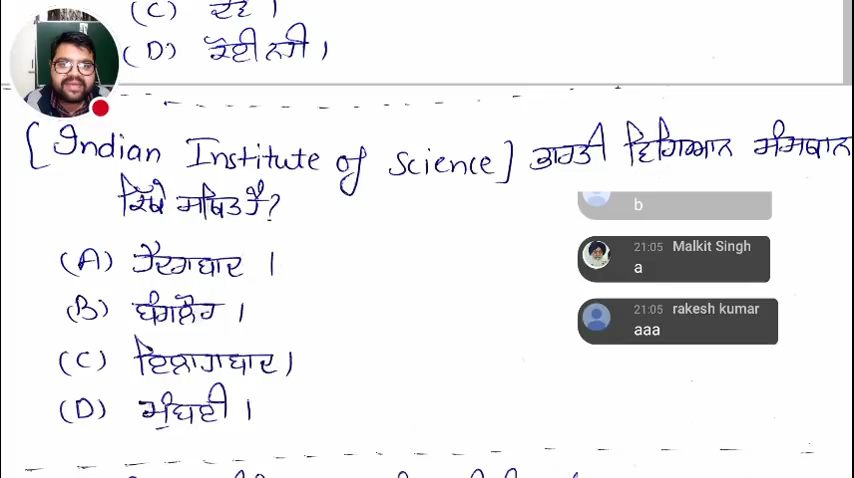 (C) ਦੋਵੇਂ ।
(D) ਕੋਈ ਨਹੀ ।
[Indian Institute of Science] ਭਾਰਤੀ ਵਿਗਿਆਨ ਸੰਸਥਾਨ
ਕਿੱਥੇ ਸਥਿਤ ਹੈ?
(A) ਹੈਦਰਾਬਾਦ ।
(B) ਬੰਗਲੌਰ ।
(C) ਇਲਾਹਾਬਾਦ ।
(D) ਮੁੰਬਈ ।
b
21:05 Malkit Singh
a
21:05 rakesh kumar
aaa